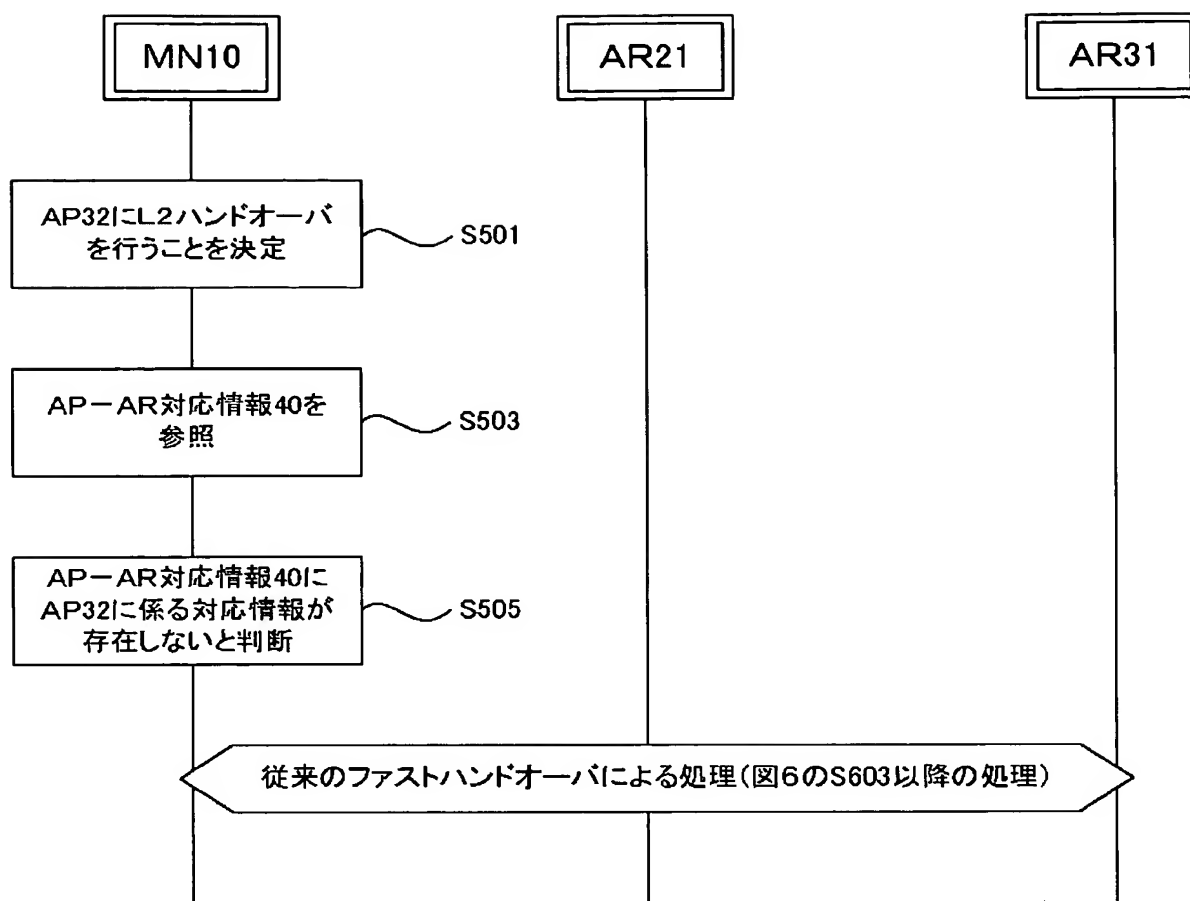 MN10
AR21
AR31
AP32にL2ハンドオーバ
を行うことを決定
S501
AP－AR対応情報40を
参照
S503
AP－AR対応情報40に
AP32に係る対応情報が
存在しないと判断
S505
従来のファストハンドオーバによる処理(図6のS603以降の処理)